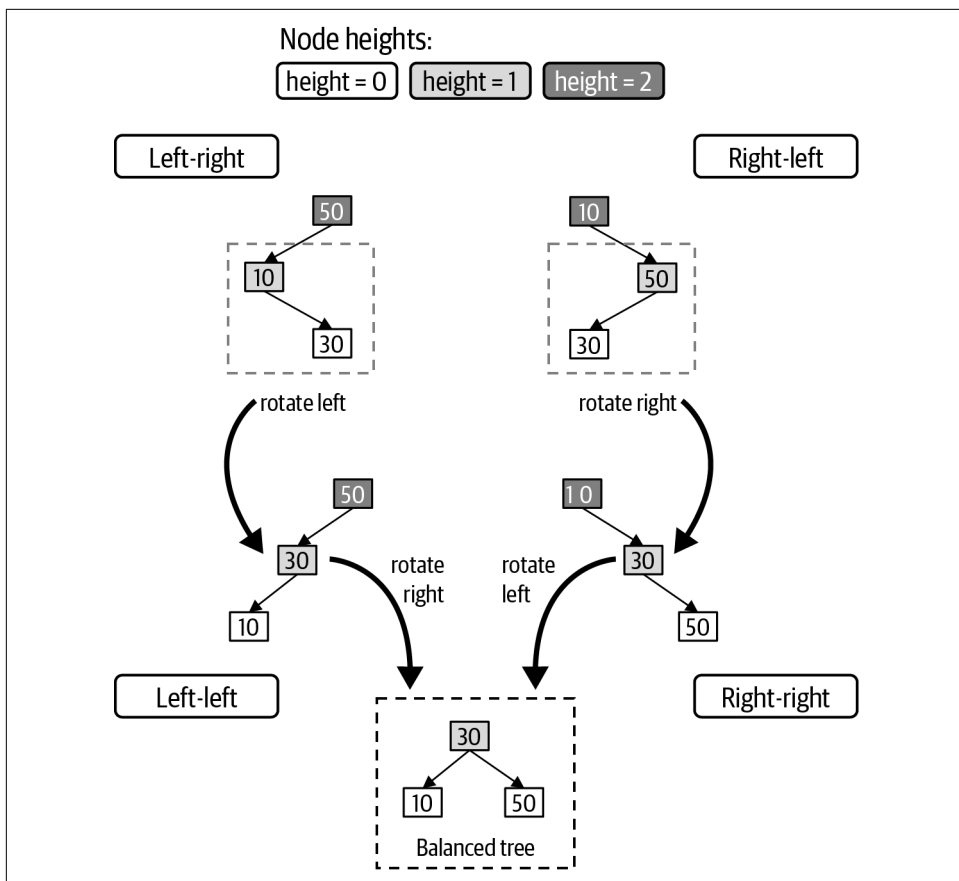 Node heights:
height = 0 height = 1 height = 2
Left-right Right-left
50 10
10 50
30 30
rotate left rotate right
50 1 0
30 rotate right rotate left 30
10 50
Left-left Right-right
30
10 50
Balanced tree